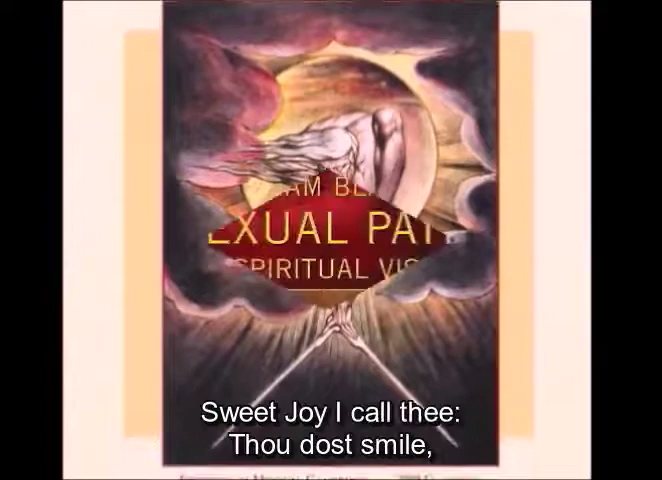 AM BL
EXUAL PAT
SPIRITUAL VIS
Sweet Joy I call thee:
Thou dost smile,